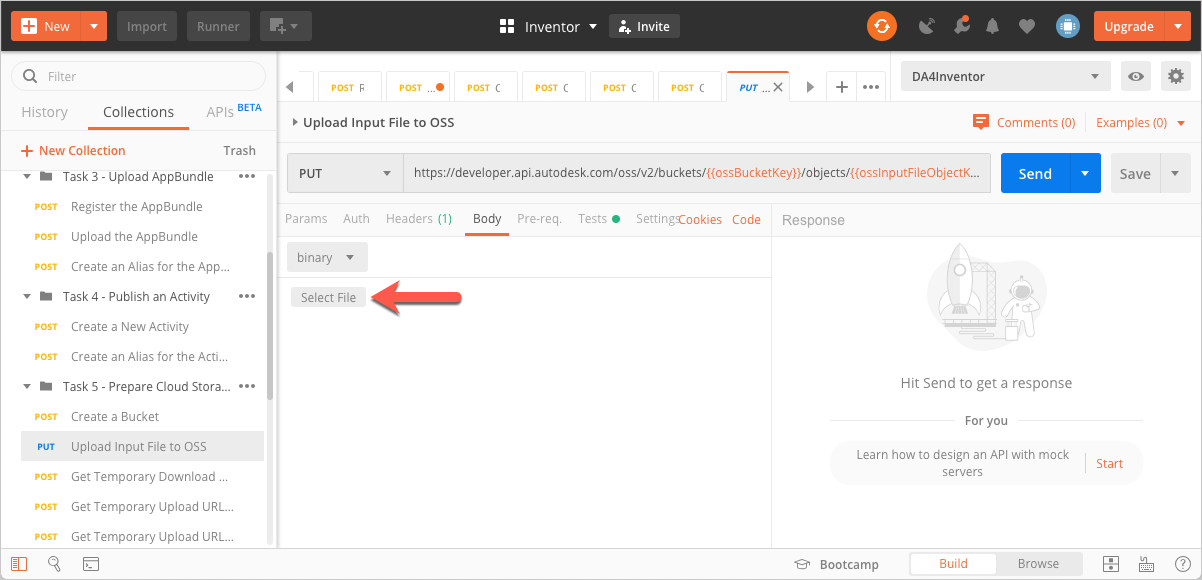 New
Import
Runner
Inventor
Invite
Upgrade
Filter
History
Collections
APIs BETA
New Collection
Trash
Task 3 - Upload AppBundle
POST Register the AppBundle
POST Upload the AppBundle
POST Create an Alias for the App...
Task 4 - Publish an Activity
POST Create a New Activity
POST Create an Alias for the Acti...
Task 5 - Prepare Cloud Stora...
POST Create a Bucket
PUT Upload Input File to OSS
POST Get Temporary Download ...
POST Get Temporary Upload URL...
POST Get Temporary Upload URL...
POST R
POST ...
POST C
POST C
POST C
POST C
PUT ...
DA4Inventor
Upload Input File to OSS
Comments (0)
Examples (0)
PUT
https://developer.api.autodesk.com/oss/v2/buckets/{{ossBucketKey}}/objects/{{ossInputFileObjectK...
Send
Save
Params
Auth
Headers (1)
Body
Pre-req.
Tests
Settings
Cookies
Code
binary
Select File
Response
Hit Send to get a response
For you
Learn how to design an API with mock
servers
Start
Bootcamp
Build
Browse